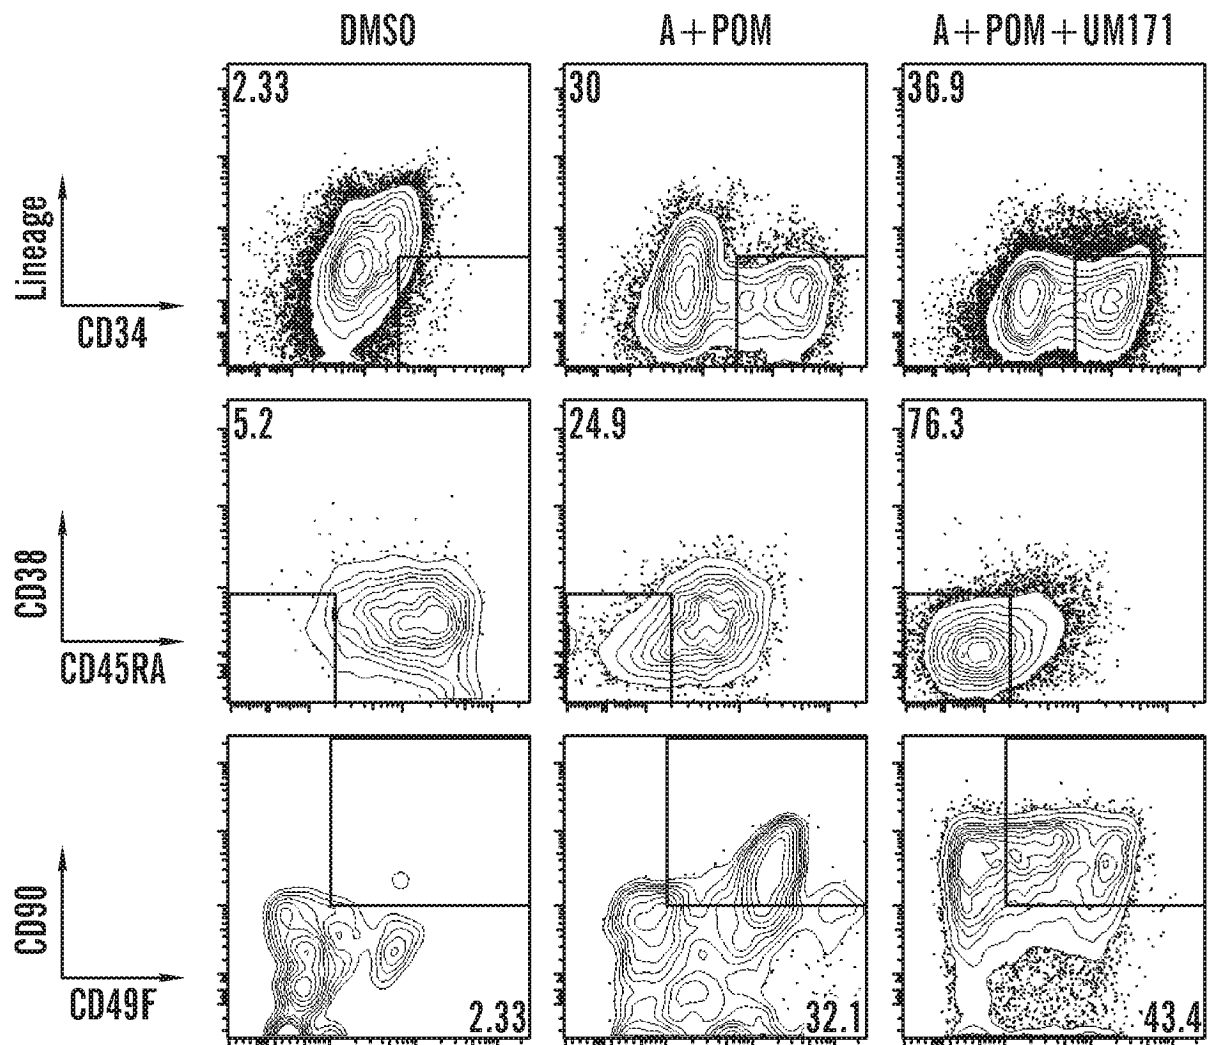 DMSO A+POM A+POM+UM171
2.33 30 36.9
Lineage
CD34
5.2 24.9 76.3
CD38
CD45RA
CD90
CD49F
2.33 32.1 43.4